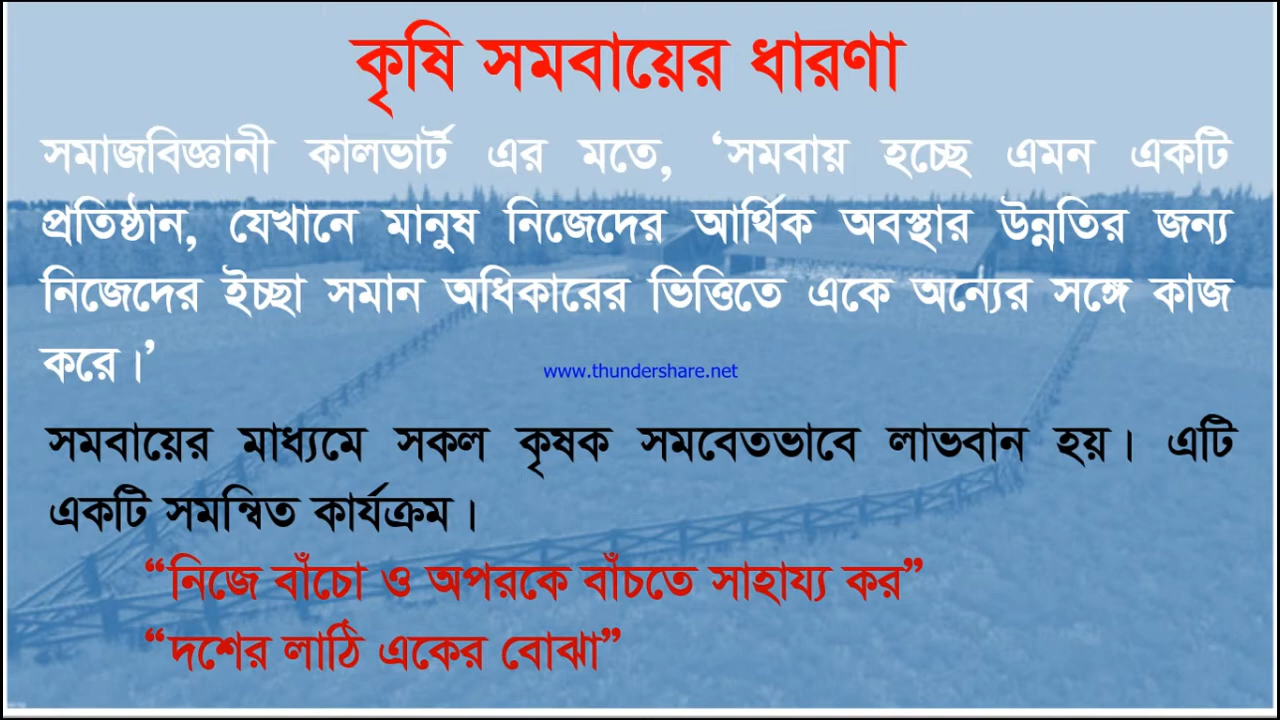 কৃষি সমবায়ের ধারণা
সমাজবিজ্ঞানী কালভার্ট এর মতে, ‘সমবায় হচ্ছে এমন একটি
প্রতিষ্ঠান, যেখানে মানুষ নিজেদের আর্থিক অবস্থার উন্নতির জন্য
নিজেদের ইচ্ছা সমান অধিকারের ভিত্তিতে একে অন্যের সঙ্গে কাজ
করে।’
www.thundershare.net
সমবায়ের মাধ্যমে সকল কৃষক সমবেতভাবে লাভবান হয়। এটি
একটি সমন্বিত কার্যক্রম।
“নিজে বাঁচো ও অপরকে বাঁচতে সাহায্য কর”
“দশের লাঠি একের বোঝা”